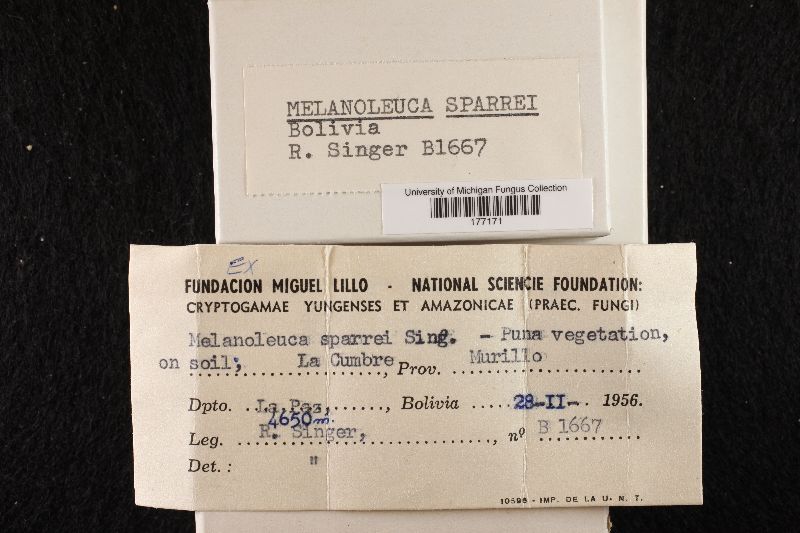 MELANOLEUCA SPARREI
Bolivia
R. Singer B1667
University of Michigan Fungus Collection
177171
Ex
FUNDACION MIGUEL LILLO - NATIONAL SCIENCIE FOUNDATION:
CRYPTOGAMAE YUNGENSES ET AMAZONICAE (PRAEC. FUNGI)
Melanoleuca sparrei Sing. - Puna vegetation,
on soil; La Cumbre, Prov. Murillo
Dpto. La Paz, Bolivia 28-II- 1956.
4650m.
Leg. R. Singer, nº B 1667
Det.: "
10596 - IMP. DE LA U. N. T.